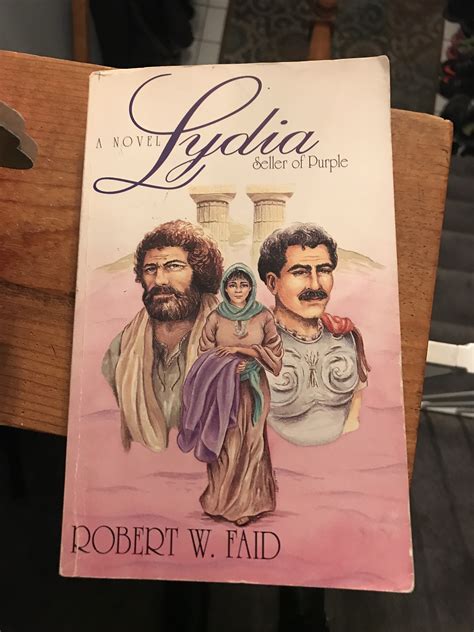 A NOVEL Lydia
Seller of Purple
ROBERT W. FAID